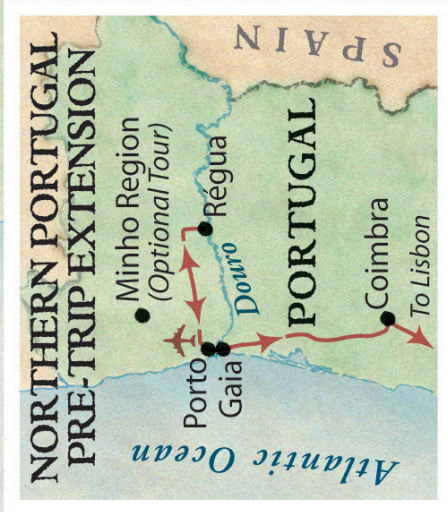 NORTHERN PORTUGAL
PRE-TRIP EXTENSION
SPAIN
Minho Region
(Optional Tour)
Porto
Gaia
Régua
Douro
PORTUGAL
Coimbra
To Lisbon
Atlantic Ocean